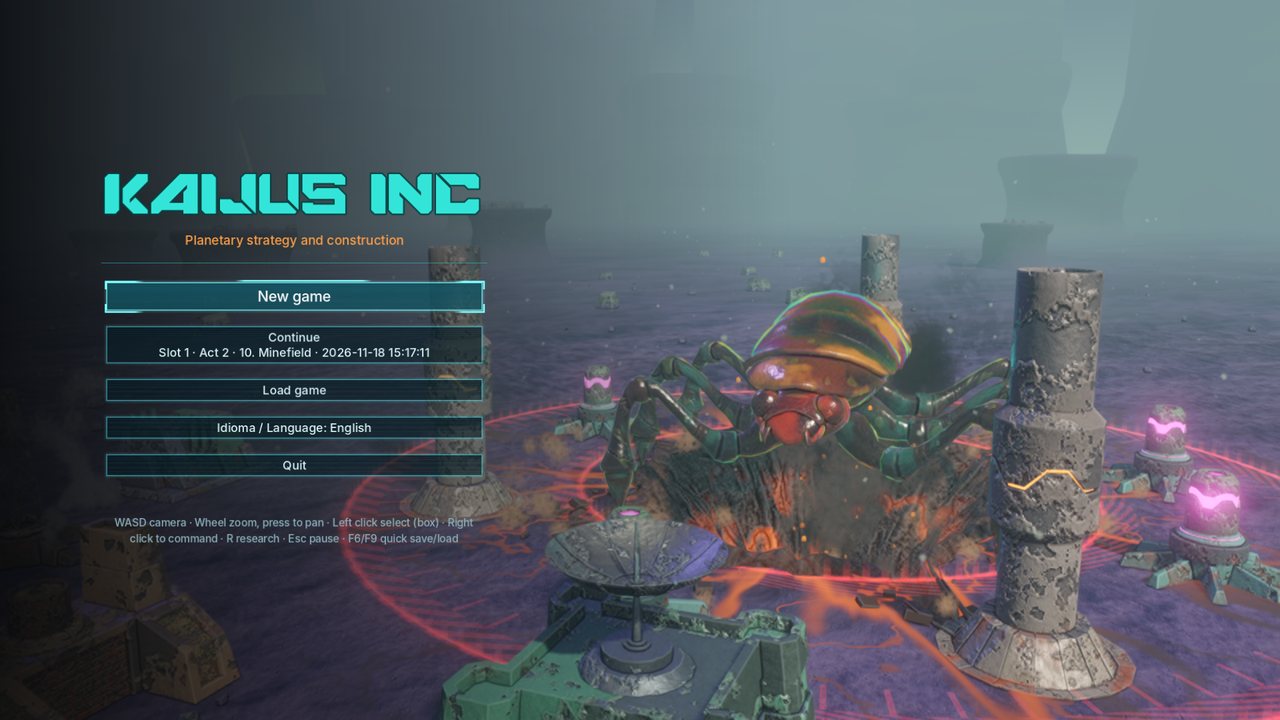 KAIJUS INC
Planetary strategy and construction
New game
Continue
Slot 1 · Act 2 · 10. Minefield · 2026-11-18 15:17:11
Load game
Idioma / Language: English
Quit
WASD camera · Wheel zoom, press to pan · Left click select (box) · Right
click to command · R research · Esc pause · F6/F9 quick save/load